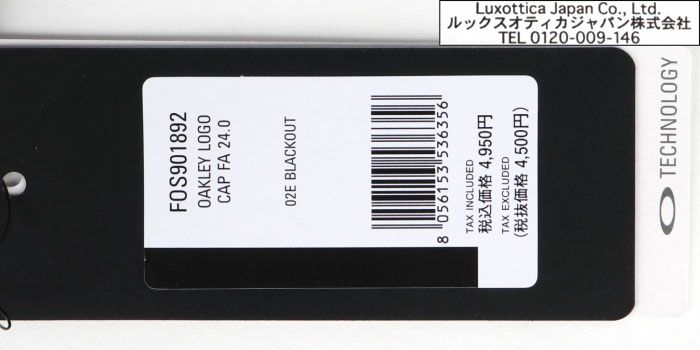 Luxottica Japan Co., Ltd.
ルックスオティカジャパン株式会社
TEL 0120-009-146
FOS901892
OAKLEY LOGO
CAP FA 24.0
02E BLACKOUT
8 056153 536356
TAX INCLUDED
税込価格 4,950円
TAX EXCLUDED
(税抜価格 4,500円)
TECHNOLOGY